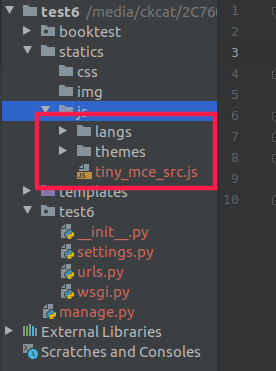 test6 /media/ckcat/2C76
booktest
statics
css
img
js
langs
themes
tiny_mce_src.js
templates
test6
__init__.py
settings.py
urls.py
wsgi.py
manage.py
External Libraries
Scratches and Consoles
1
2
3
4
5
6
7
8
9
10